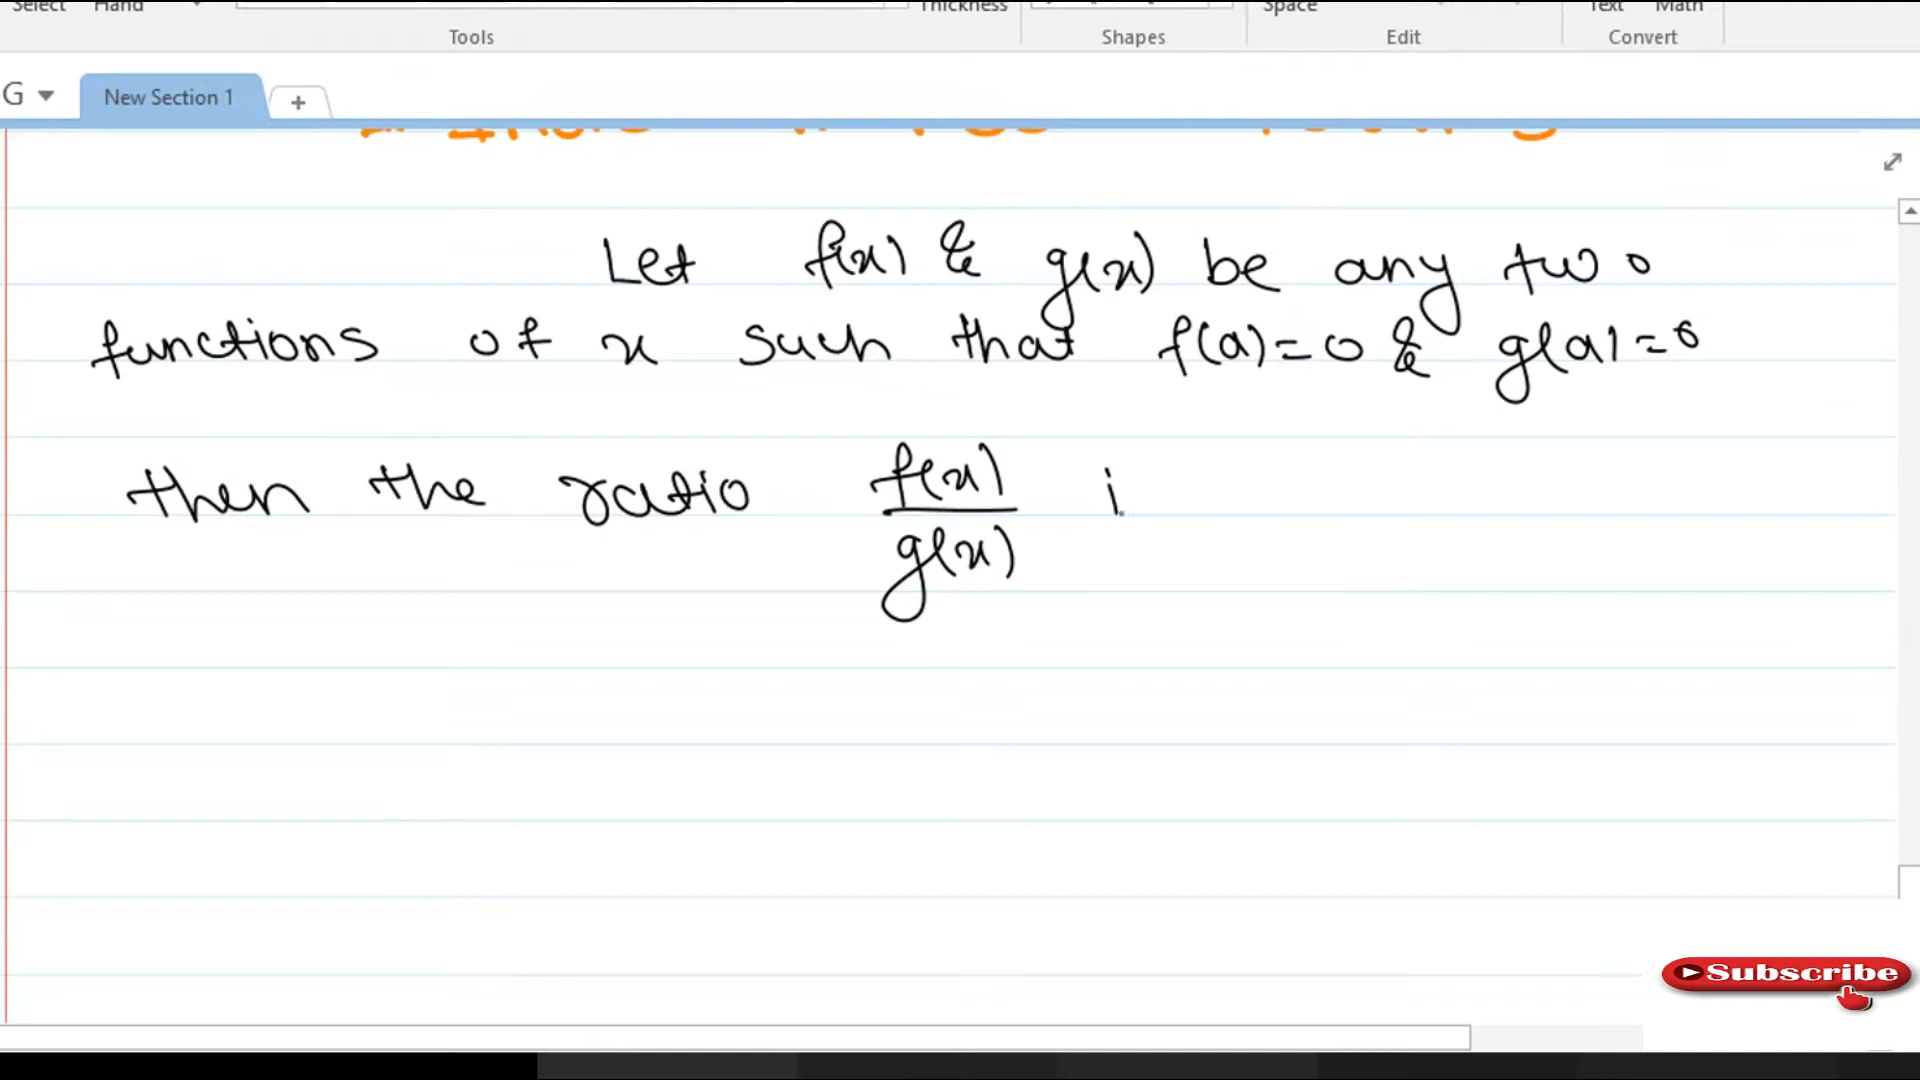 Select Hand Thickness Space Text Math
Tools Shapes Edit Convert
G New Section 1 +
Let f(x) & g(x) be any two
functions of x such that f(a)=0 & g(a)=0
then the ratio f(x)/g(x) i
Subscribe